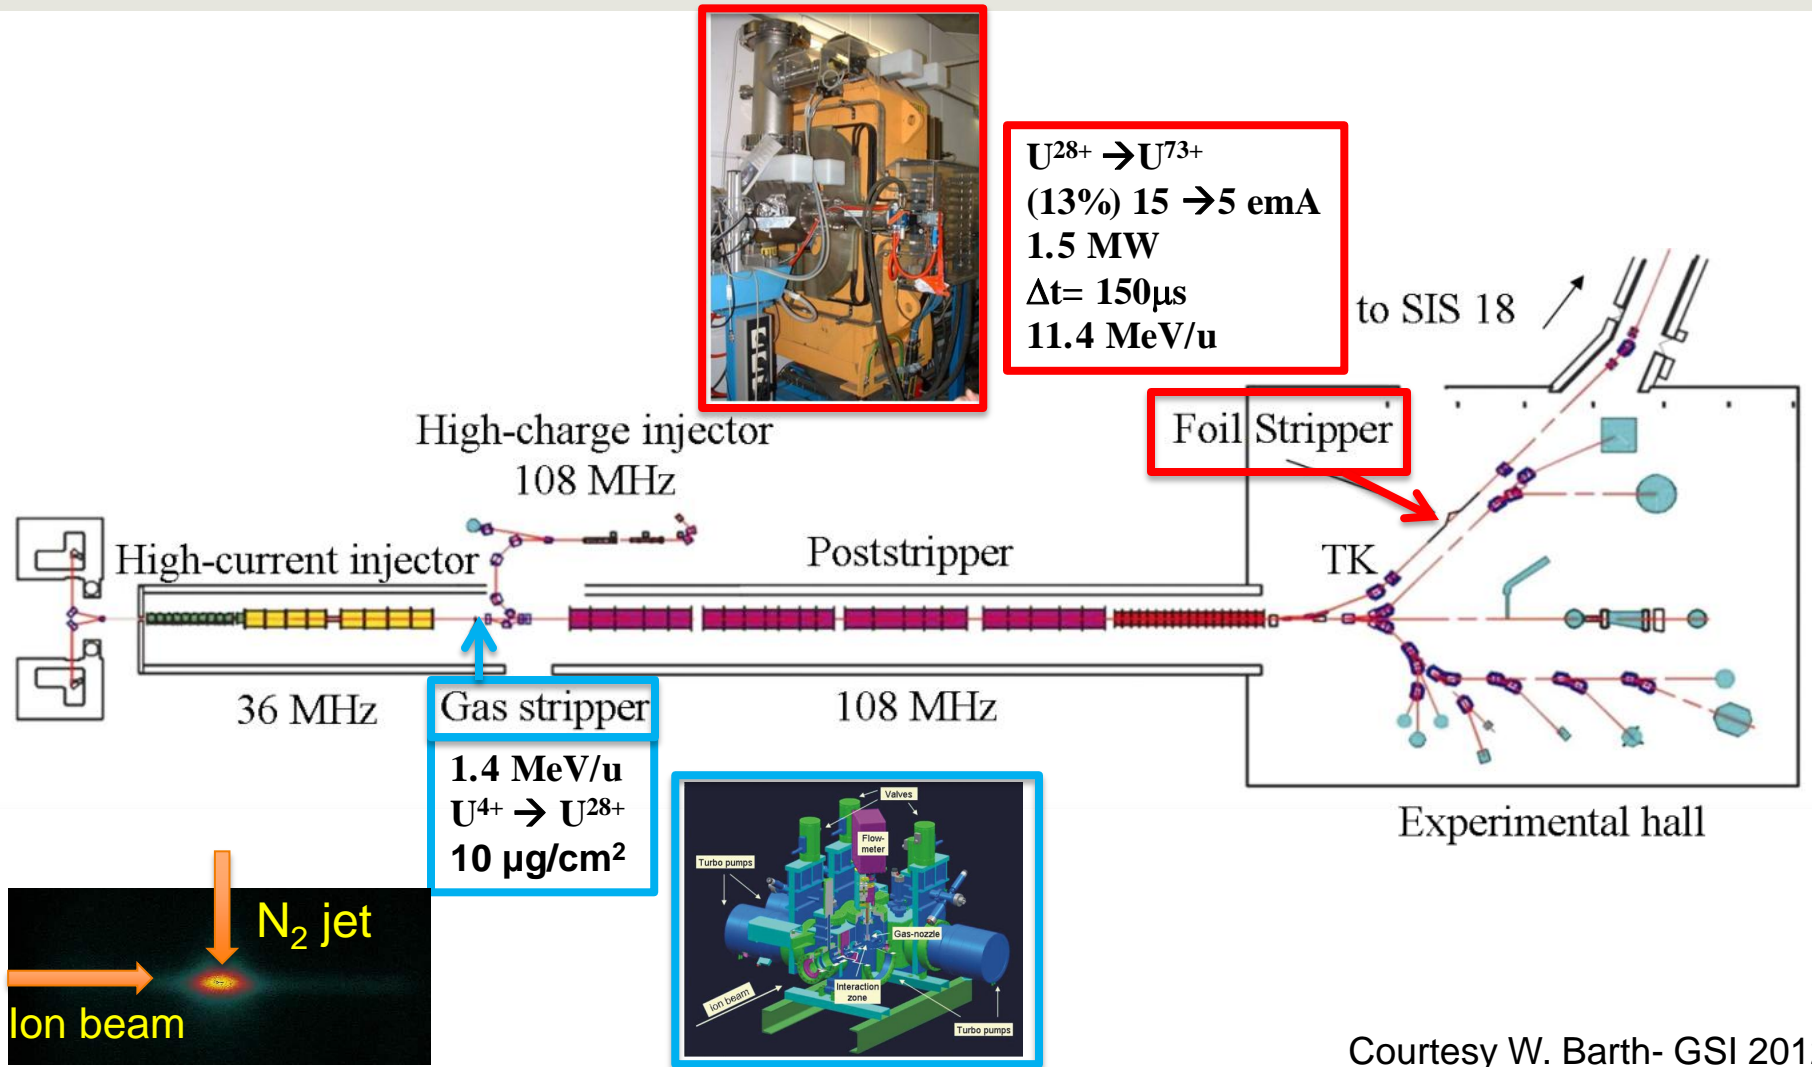 U28+ →U73+
(13%) 15 →5 emA
1.5 MW
Δt= 150µs
11.4 MeV/u
to SIS 18
Foil Stripper
High-charge injector
108 MHz
High-current injector
Poststripper
TK
36 MHz
Gas stripper
108 MHz
1.4 MeV/u
U4+ → U28+
10 µg/cm2
Experimental hall
N2 jet
Ion beam
Valves
Flow-
meter
Turbo pumps
Gas-nozzle
Interaction
zone
Ion beam
Turbo pumps
Courtesy W. Barth- GSI